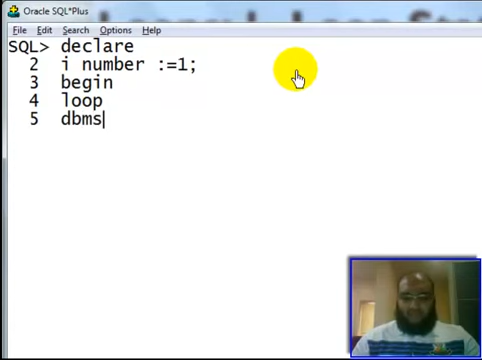 Oracle SQL*Plus
File Edit Search Options Help
SQL> declare
2 i number :=1;
3 begin
4 loop
5 dbms